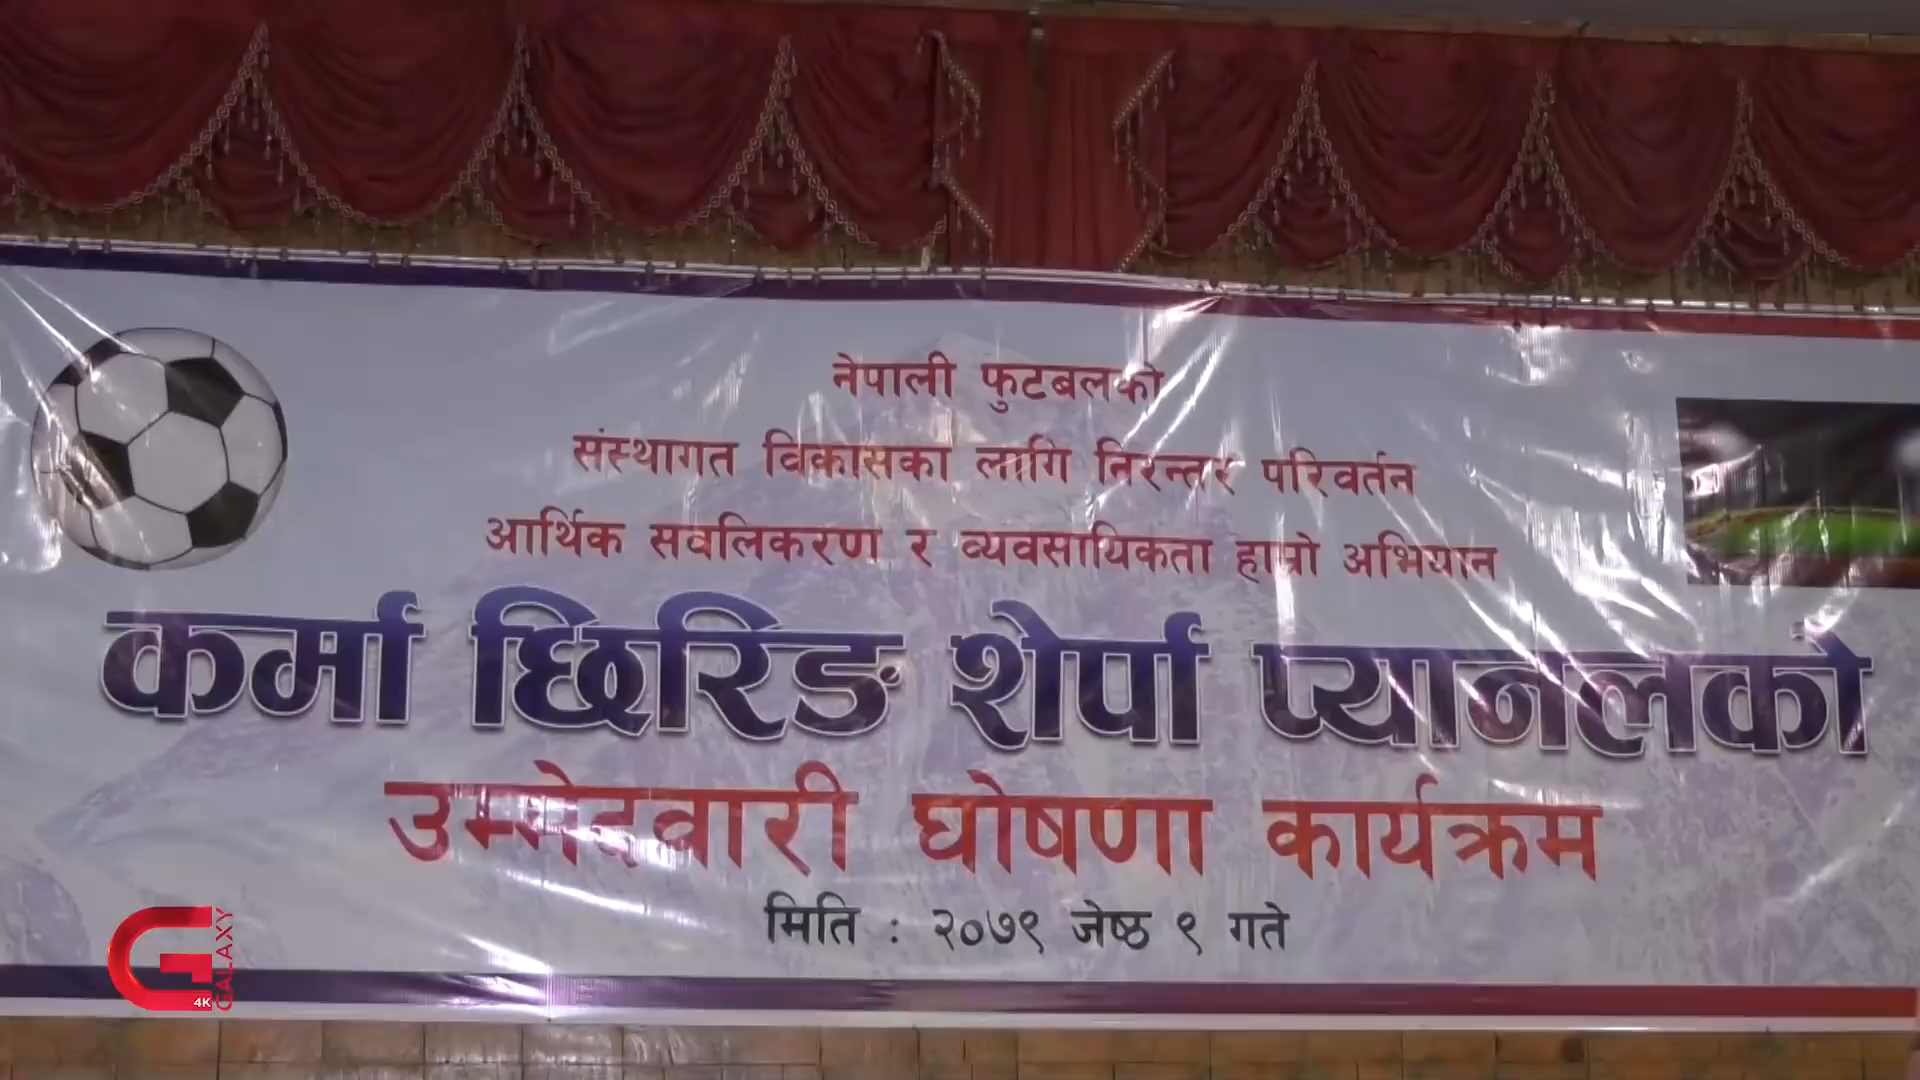 नेपाली फुटबलको
संस्थागत विकासका लागि निरन्तर परिवर्तन
आर्थिक सवलिकरण र व्यवसायिकता हाम्रो अभियान
कर्मा छिरिङ शेर्पा प्यानलको
उम्मेदवारी घोषणा कार्यक्रम
मिति : २०७९ जेष्ठ ९ गते
GALAXY
4K